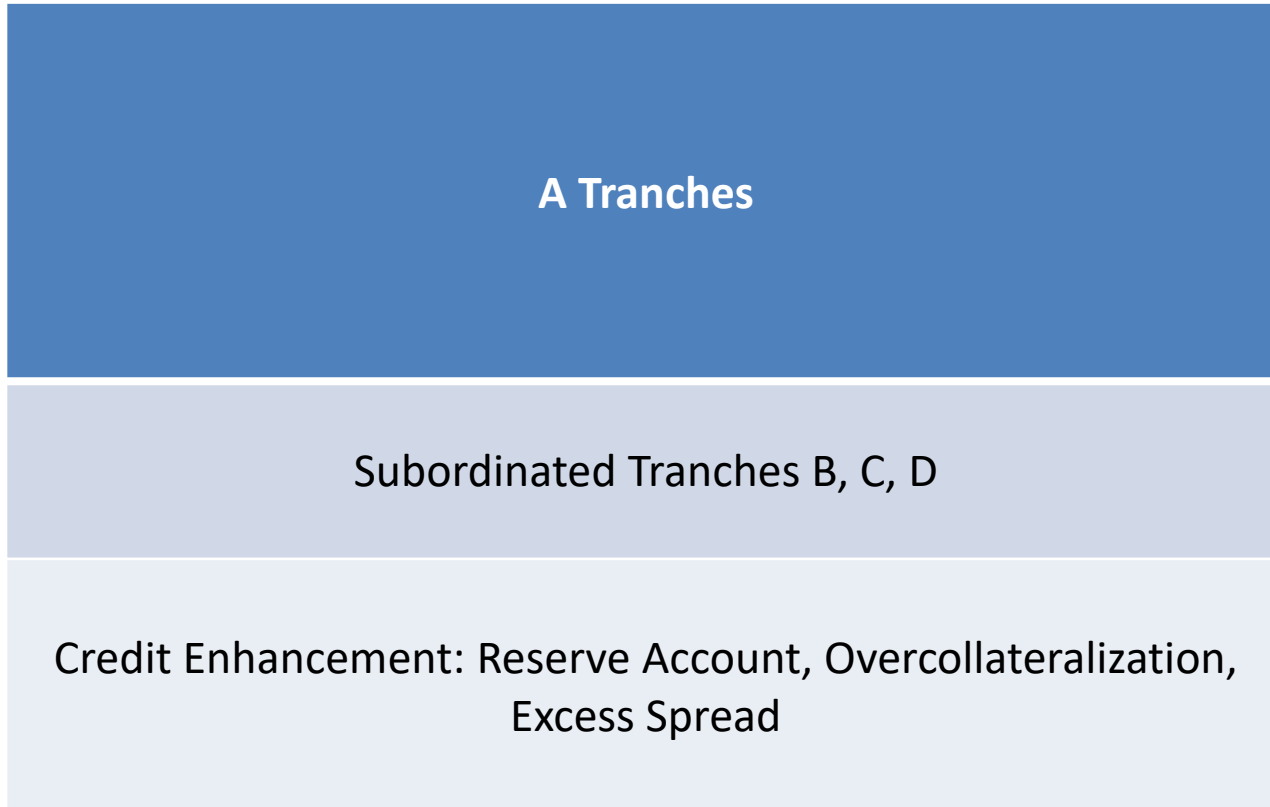 A Tranches
Subordinated Tranches B, C, D
Credit Enhancement: Reserve Account, Overcollateralization,
Excess Spread